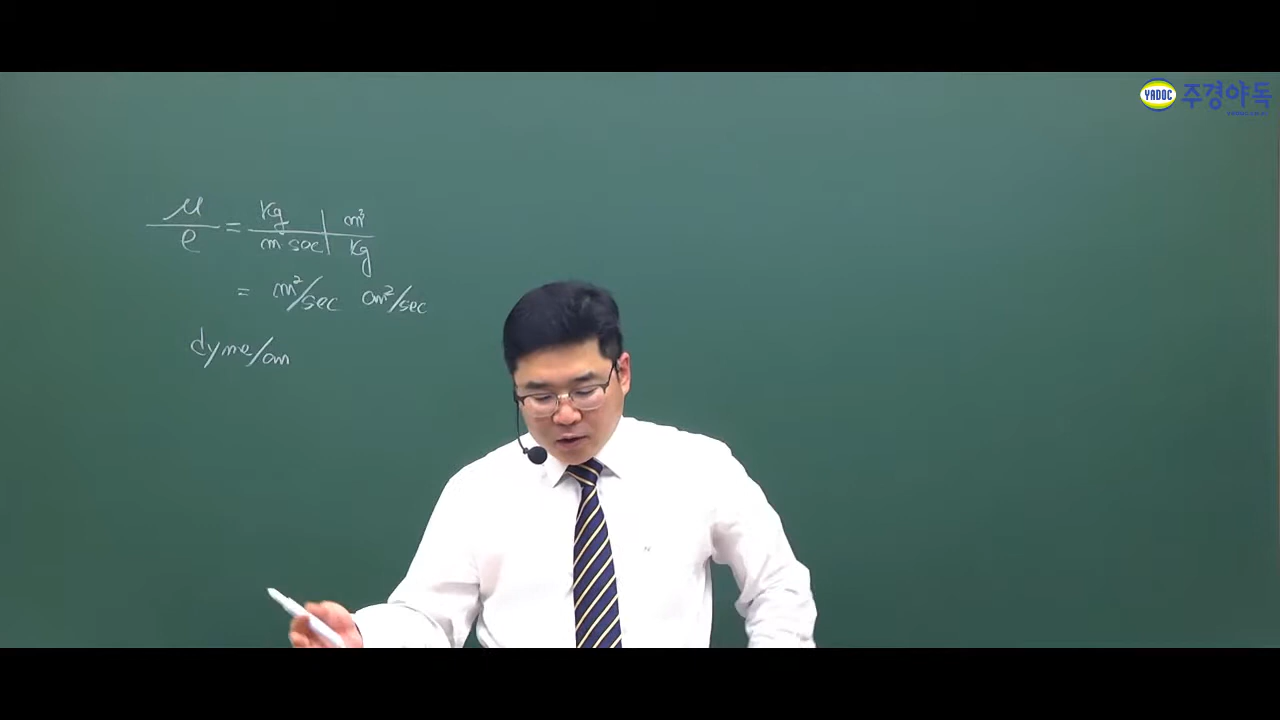 μ/ρ = kg/m sec | m³/kg
= m²/sec cm²/sec
dyne/cm
YADOC 주경야독